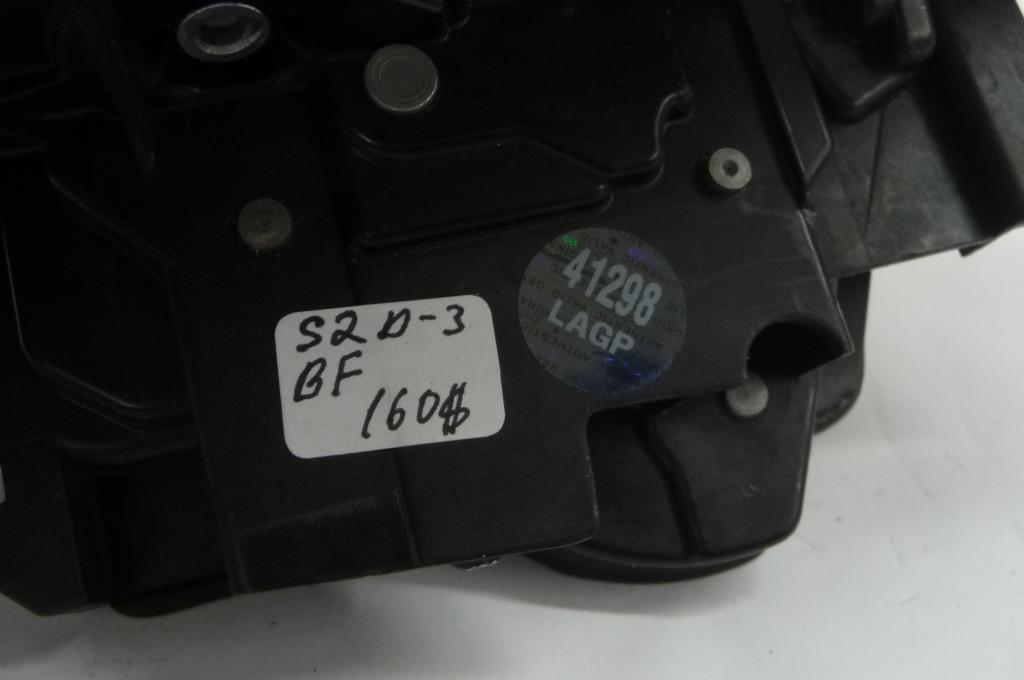 S2D-3
BF
160$
41298
LAGP